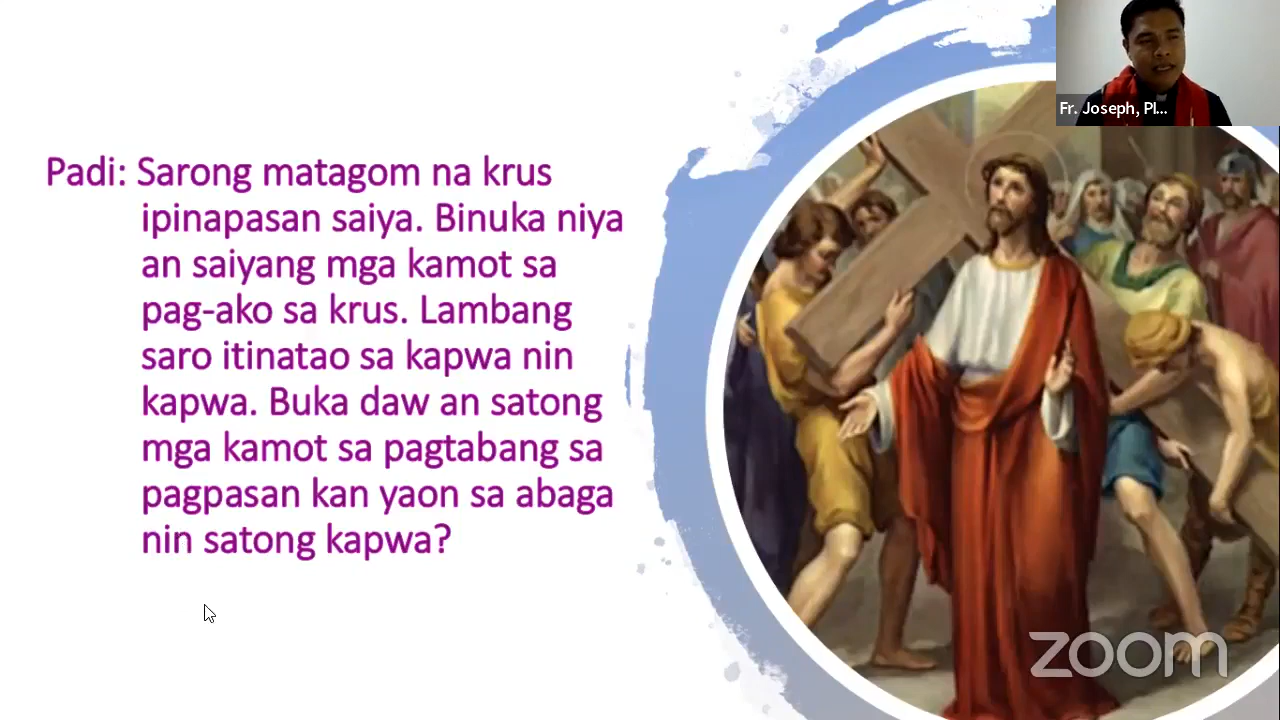 Padi: Sarong matagom na krus
ipinapasan saiya. Binuka niya
an saiyang mga kamot sa
pag-ako sa krus. Lambang
saro itinatao sa kapwa nin
kapwa. Buka daw an satong
mga kamot sa pagtabang sa
pagpasan kan yaon sa abaga
nin satong kapwa?
Fr. Joseph, Pl...
zoom